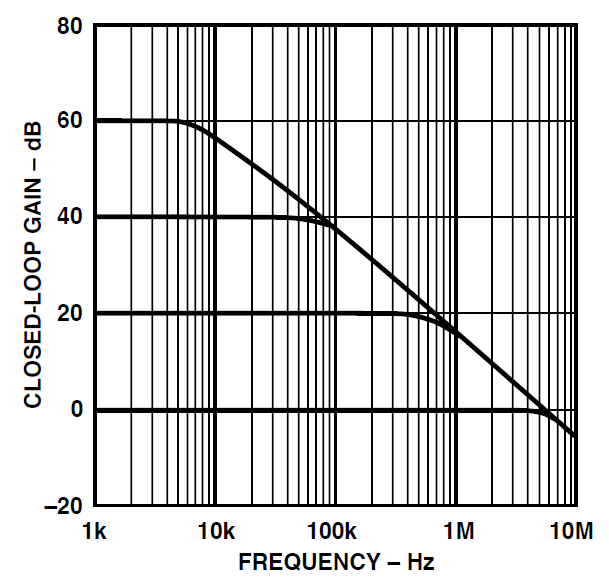 80
60
40
20
0
–20
CLOSED-LOOP GAIN – dB
1k
10k
100k
1M
10M
FREQUENCY – Hz